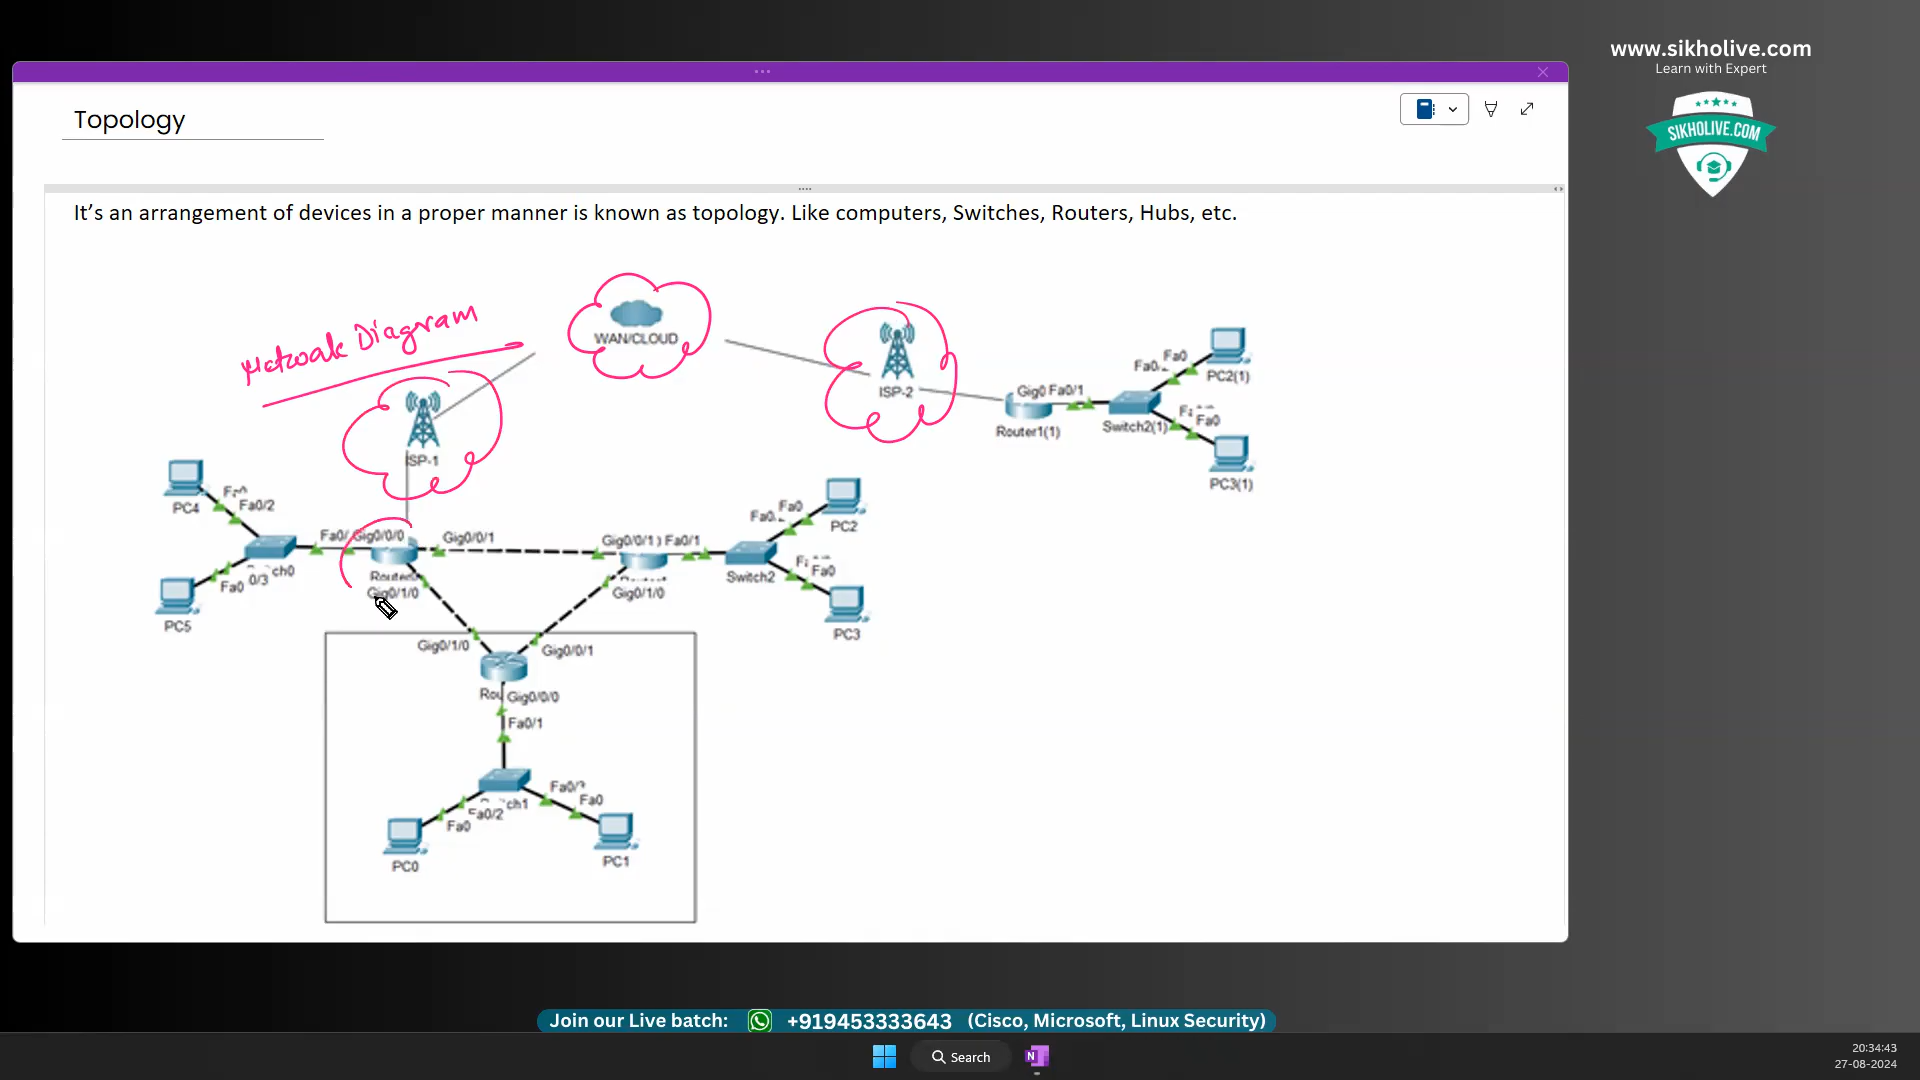 www.sikholive.com
Learn with Expert
SIKHOLIVE.COM
Topology
It's an arrangement of devices in a proper manner is known as topology. Like computers, Switches, Routers, Hubs, etc.
Diagram
WAN/CLOUD
ISP-2
ISP-1
Fa0
PC2(1)
Gig0 Fa0/1
Router1(1)
Switch2(1)
Fa0
PC3(1)
PC4
Fa0/2
Fa0/
Gig0/0/0
Gig0/0/1
Gig0/1/0
Fa0
0/3
PC5
Gig0/0/1
Fa0/1
Gig0/1/0
Switch2
Fa0
PC2
Fa0
PC3
Gig0/1/0
Gig0/0/1
Rou
Gig0/0/0
Fa0/1
Fa0/2
Fa0
Fa0
PC0
PC1
Join our Live batch: +919453333643 (Cisco, Microsoft, Linux Security)
Search
20:34:43
27-08-2024